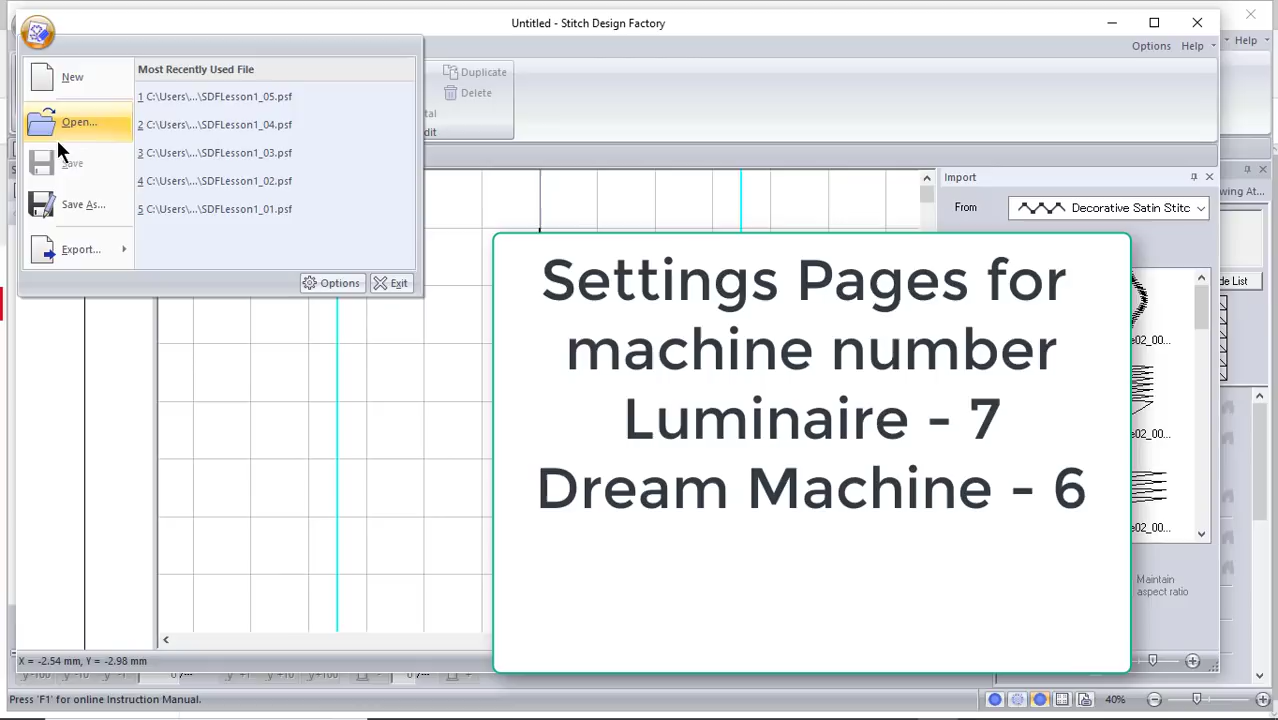 Untitled - Stitch Design Factory
Options Help
Help
New
Open...
Save
Save As...
Export...
Most Recently Used File
1 C:\Users\...\SDFLesson1_05.psf
2 C:\Users\...\SDFLesson1_04.psf
3 C:\Users\...\SDFLesson1_03.psf
4 C:\Users\...\SDFLesson1_02.psf
5 C:\Users\...\SDFLesson1_01.psf
Options Exit
Duplicate
Delete
Import
From Decorative Satin Stitc
Settings Pages for
machine number
Luminaire - 7
Dream Machine - 6
Maintain
aspect ratio
X = -2.54 mm, Y = -2.98 mm
Press 'F1' for online Instruction Manual.
40%